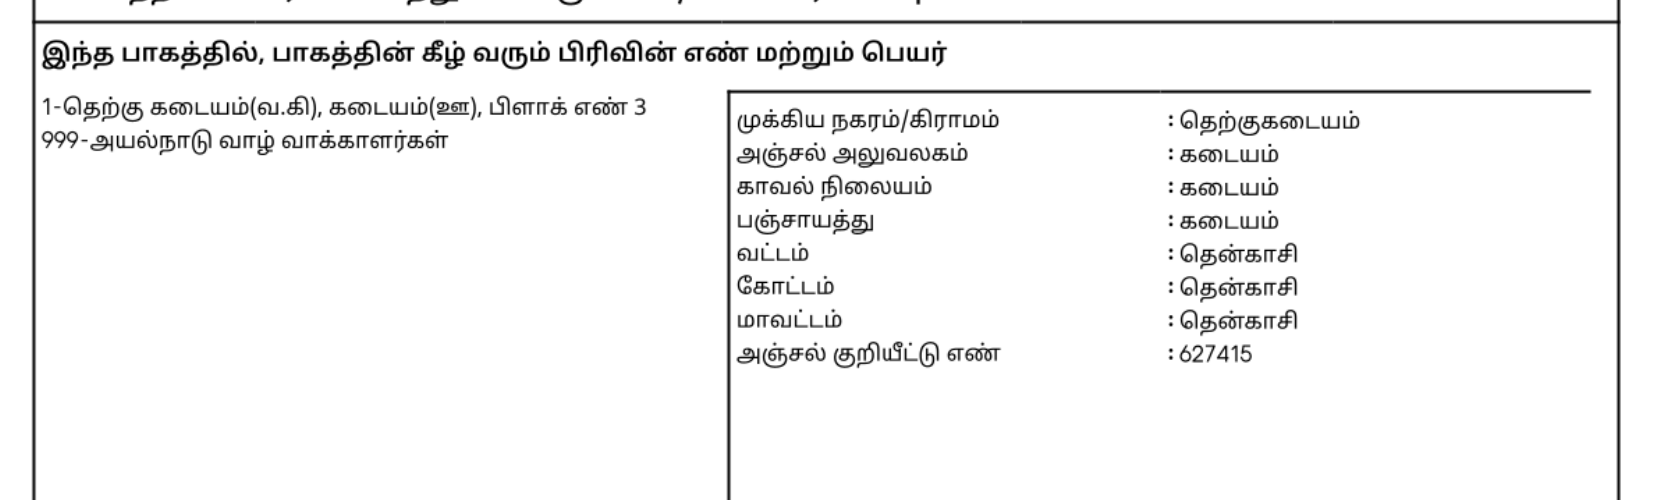 இந்த பாகத்தில், பாகத்தின் கீழ் வரும் பிரிவின் எண் மற்றும் பெயர்
1-தெற்கு கடையம்(வ.கி), கடையம்(ஊ), பிளாக் எண் 3
999-அயல்நாடு வாழ் வாக்காளர்கள்
முக்கிய நகரம்/கிராமம் : தெற்குகடையம்
அஞ்சல் அலுவலகம் : கடையம்
காவல் நிலையம் : கடையம்
பஞ்சாயத்து : கடையம்
வட்டம் : தென்காசி
கோட்டம் : தென்காசி
மாவட்டம் : தென்காசி
அஞ்சல் குறியீட்டு எண் : 627415